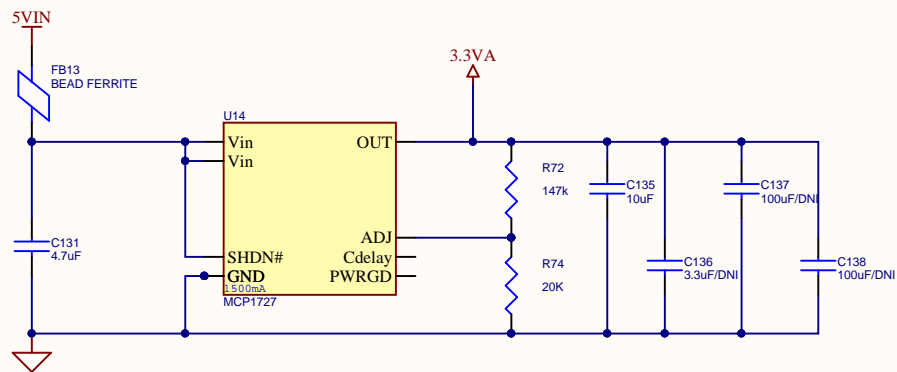 5VIN
FB13
BEAD FERRITE
3.3VA
U14
Vin
OUT
Vin
R72
147k
C135
10uF
C137
100uF/DNI
C131
4.7uF
ADJ
SHDN#
Cdelay
GND
PWRGD
1500mA
MCP1727
R74
20K
C136
3.3uF/DNI
C138
100uF/DNI